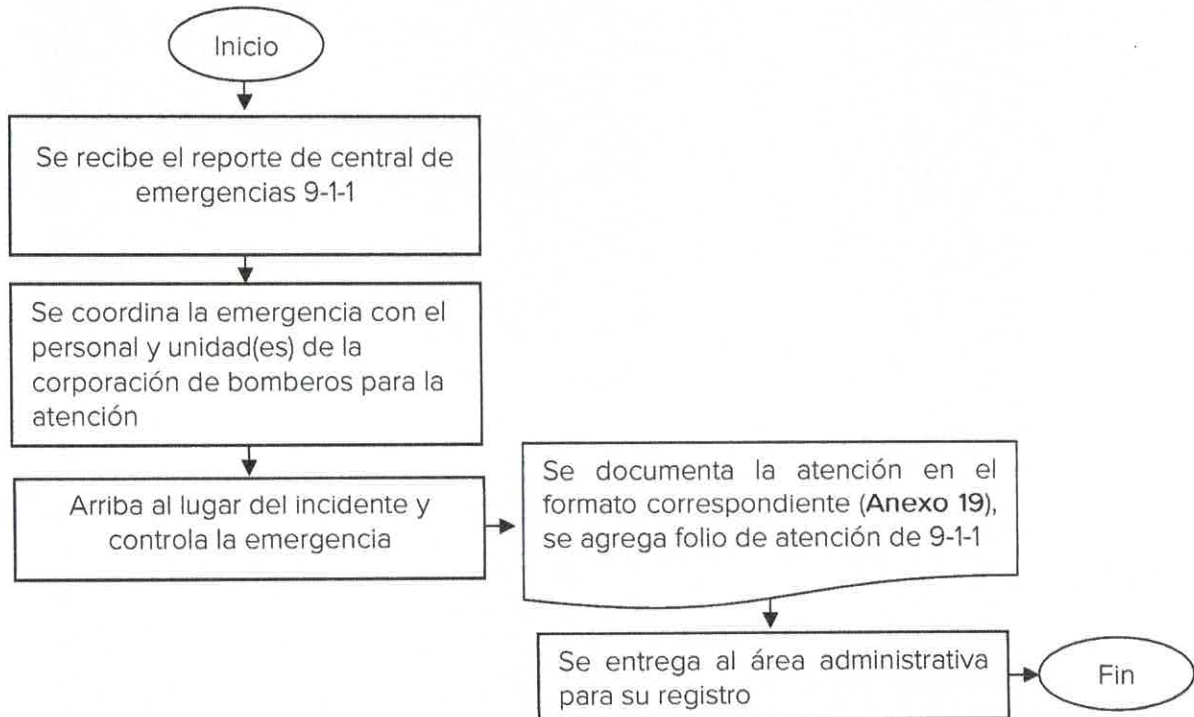 Inicio
Se recibe el reporte de central de
emergencias 9-1-1
Se coordina la emergencia con el
personal y unidad(es) de la
corporación de bomberos para la
atención
Arriba al lugar del incidente y
controla la emergencia
Se documenta la atención en el
formato correspondiente (Anexo 19),
se agrega folio de atención de 9-1-1
Se entrega al área administrativa
para su registro
Fin